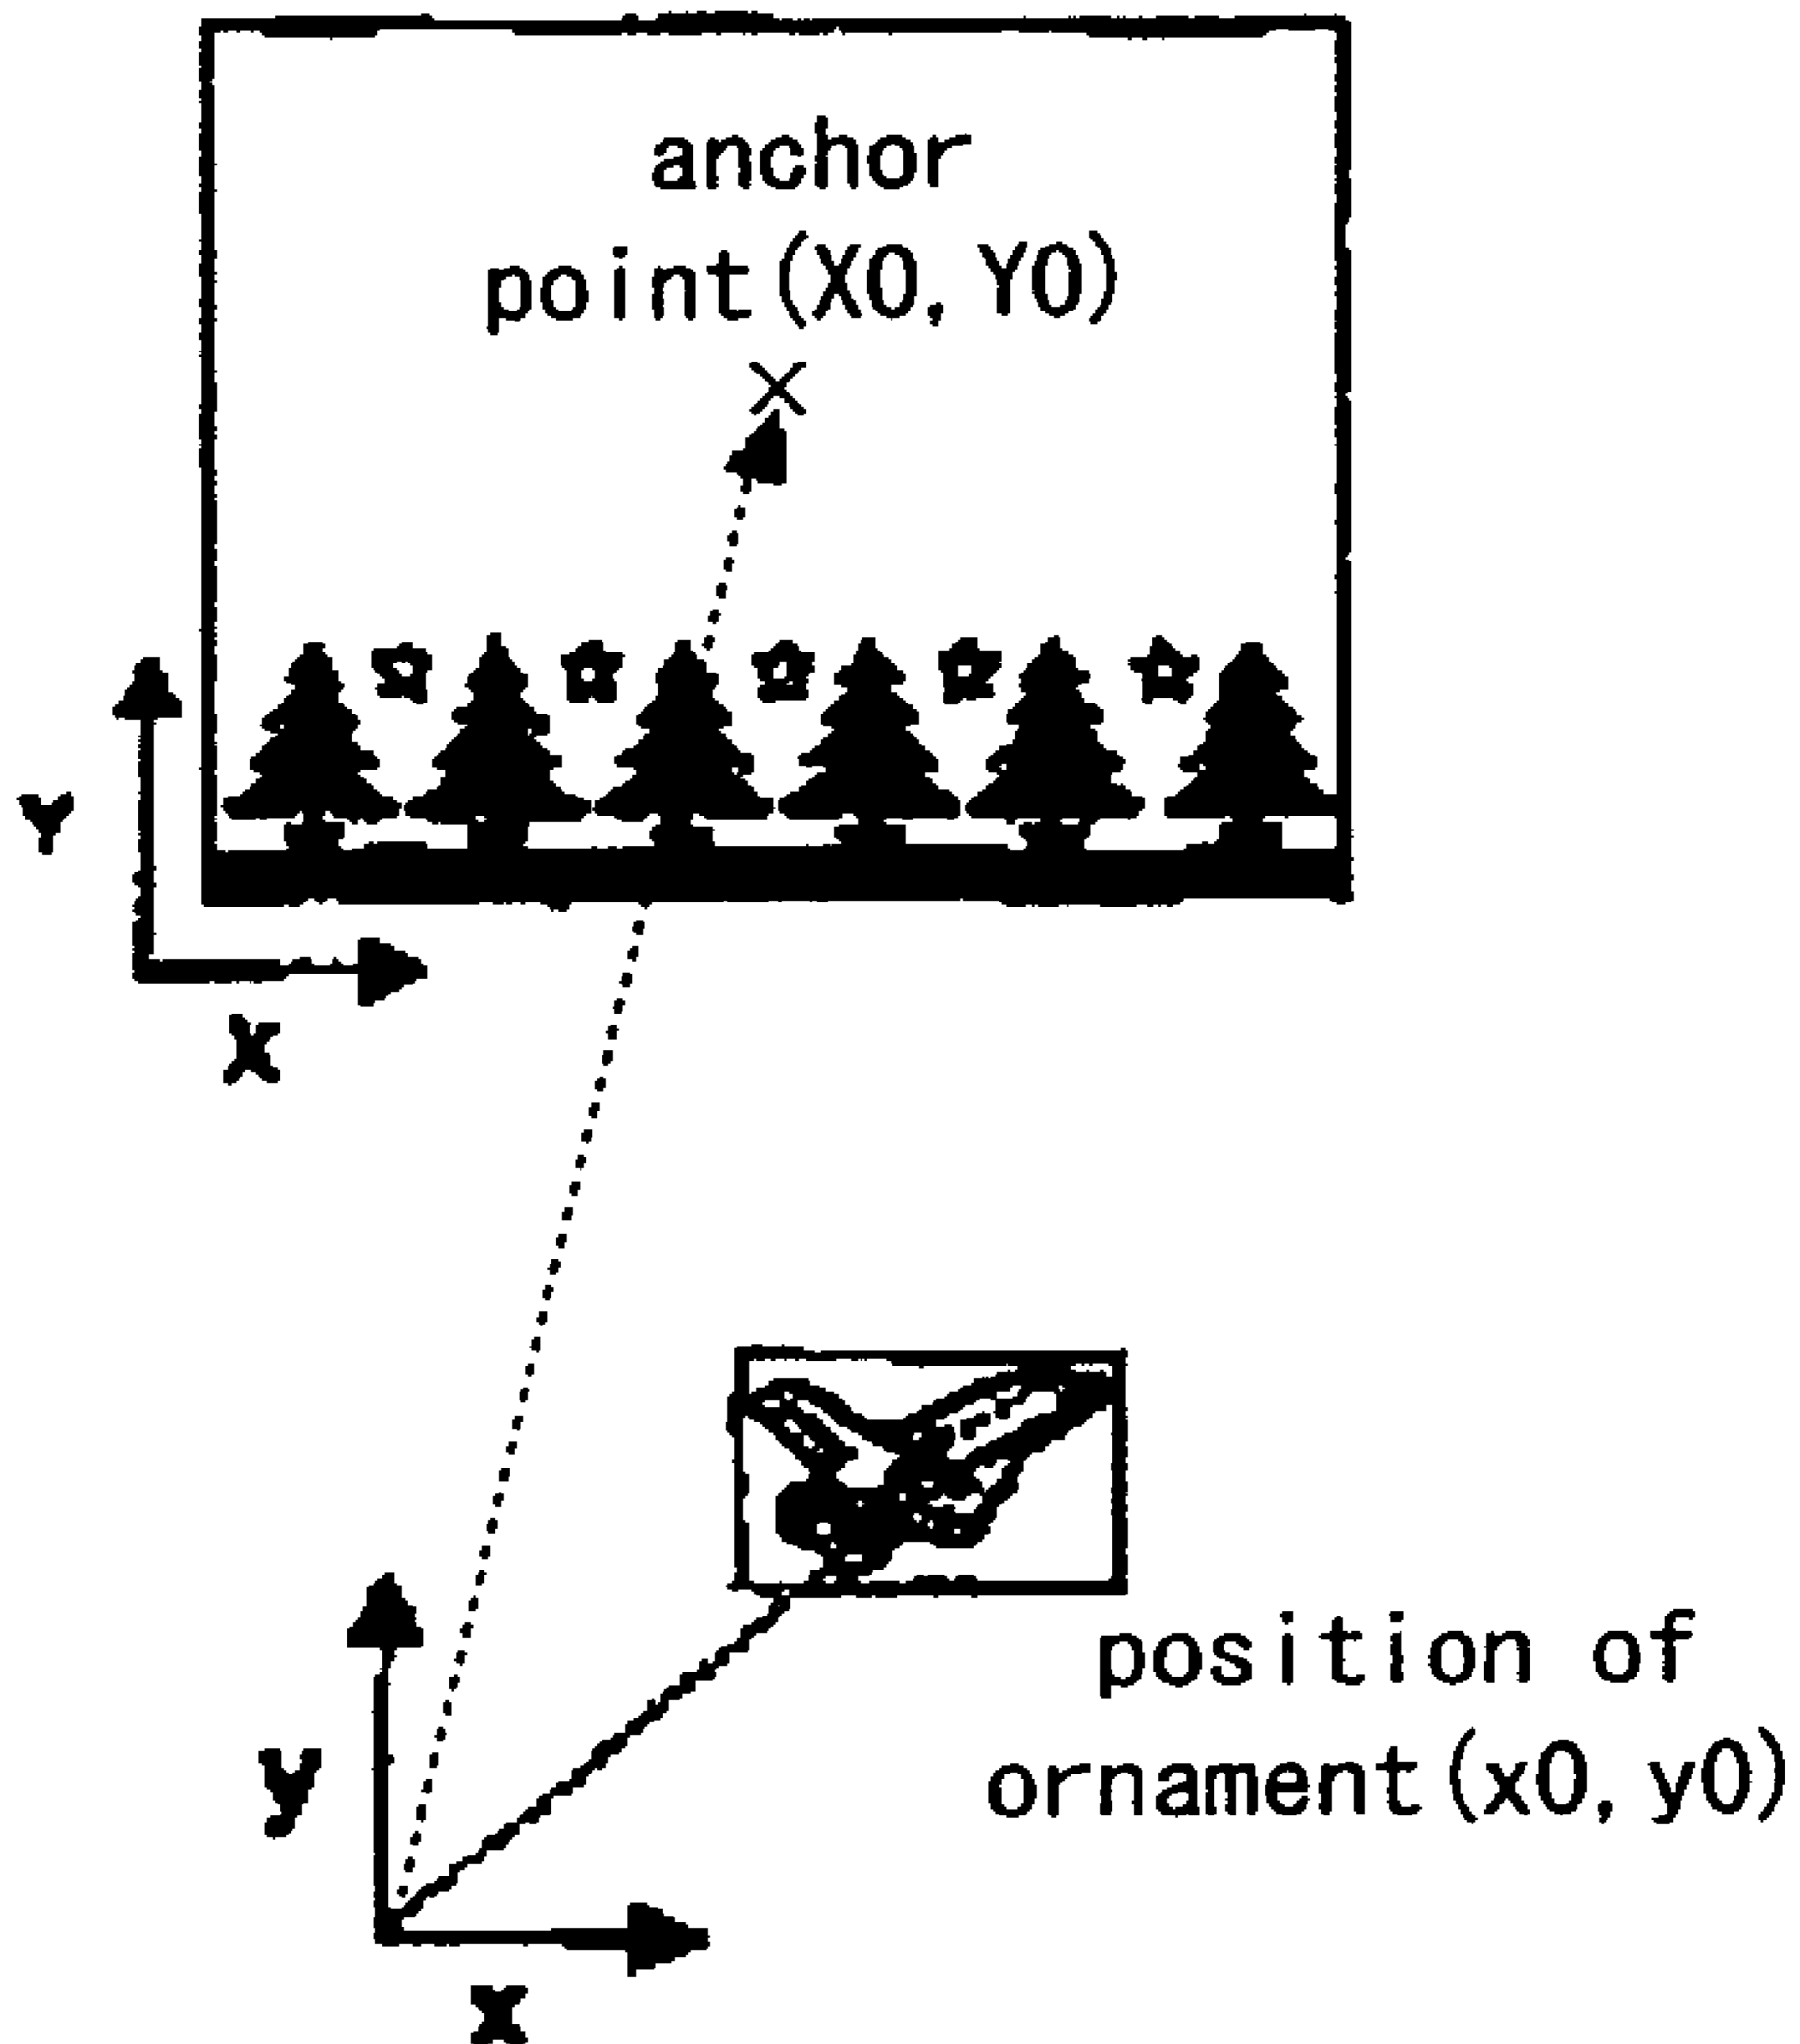 anchor
point(X0, Y0)
Y
X
position of
ornament(x0, y0)
y
x